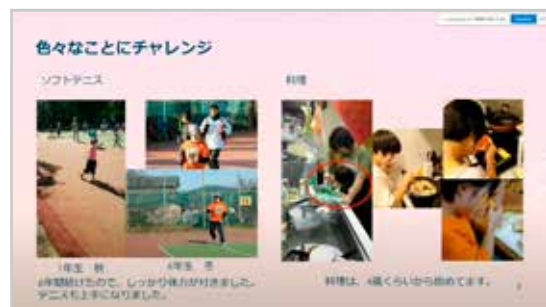 色々なことにチャレンジ
ソフトテニス
料理
1年生 秋
6年生 冬
6年間続けたので、しっかり体力が付きました。
テニスも上手になりました。
料理は、4歳くらいから始めてます。